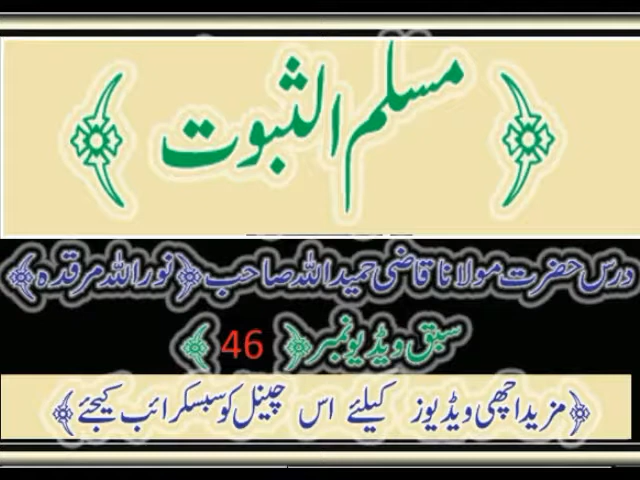 ﴿مسلم الثبوت﴾
درس حضرت مولانا قاضی حمید اللہ صاحب ﴿نور اللہ مرقدہ﴾
سبق ویڈیو نمبر ﴿46﴾
﴿مزید اچھی ویڈیوز کیلئے اس چینل کو سبسکرائب کیجئے﴾